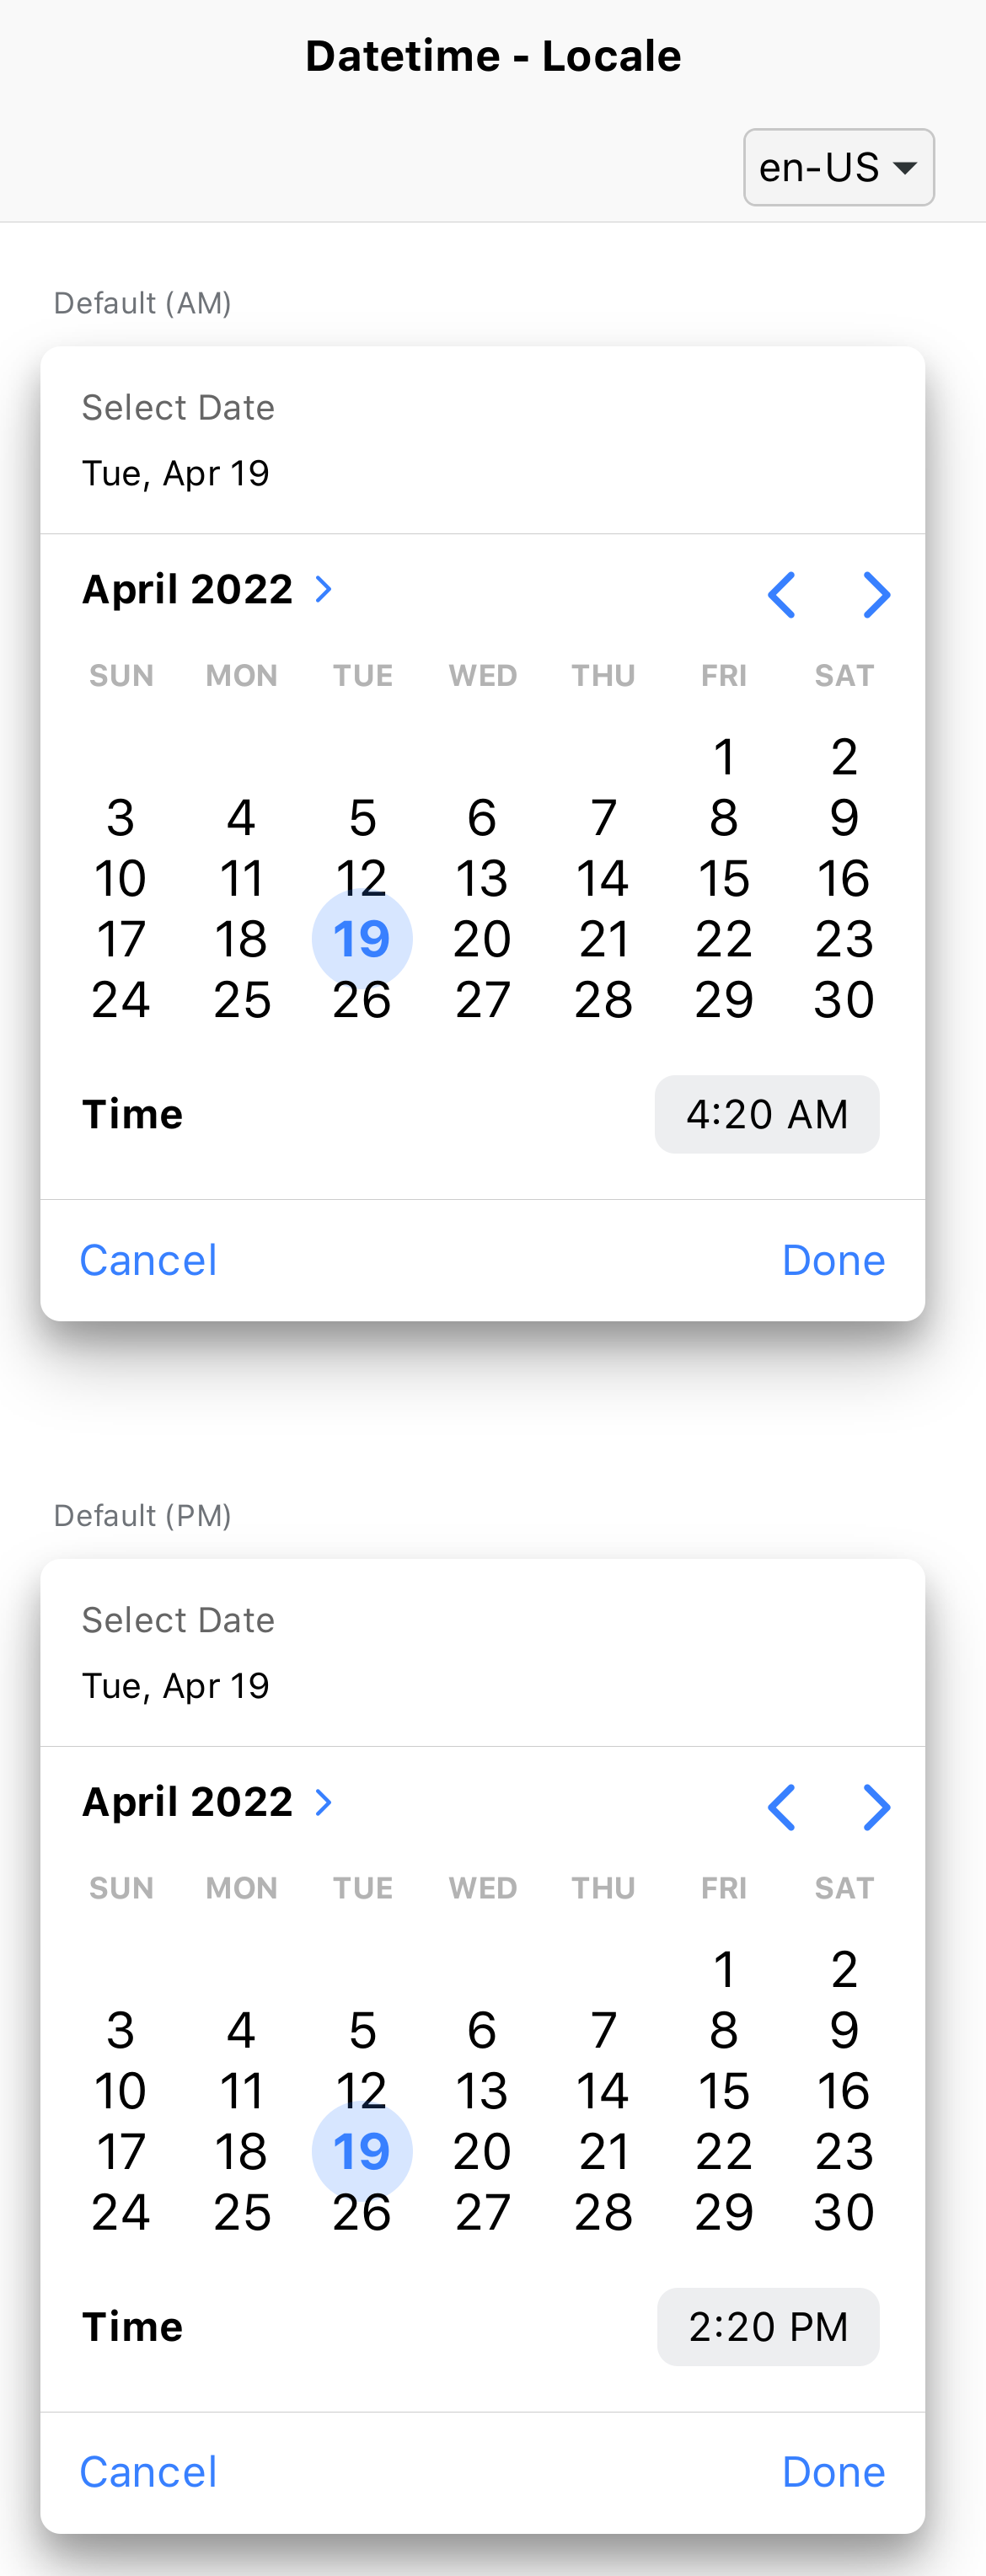 Datetime - Locale
en-US
Default (AM)
Select Date
Tue, Apr 19
April 2022
SUN MON TUE WED THU FRI SAT
1 2
3 4 5 6 7 8 9
10 11 12 13 14 15 16
17 18 19 20 21 22 23
24 25 26 27 28 29 30
Time 4:20 AM
Cancel Done
Default (PM)
Select Date
Tue, Apr 19
April 2022
SUN MON TUE WED THU FRI SAT
1 2
3 4 5 6 7 8 9
10 11 12 13 14 15 16
17 18 19 20 21 22 23
24 25 26 27 28 29 30
Time 2:20 PM
Cancel Done